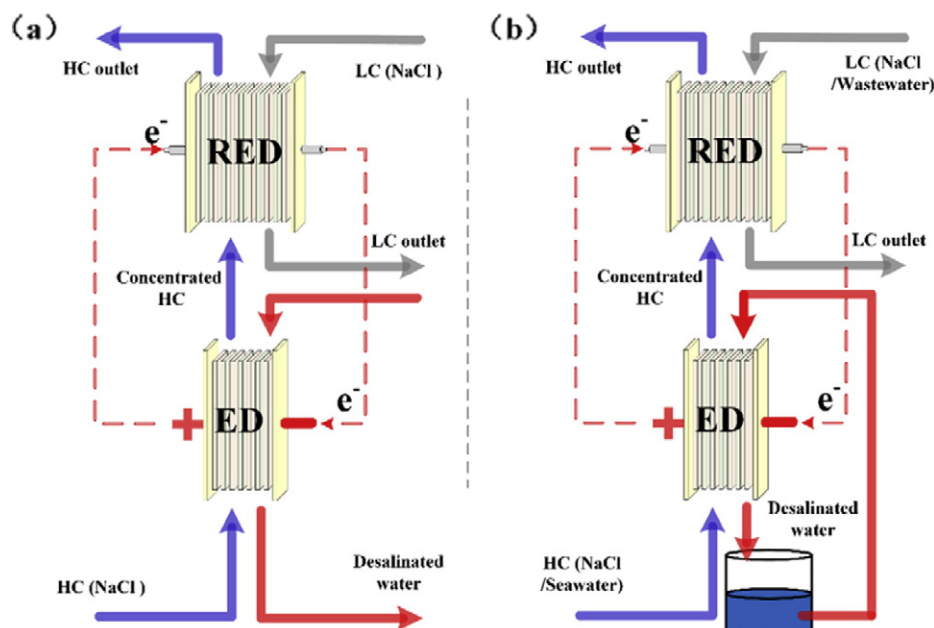 (a)
HC outlet
LC (NaCl )
e-
RED
LC outlet
Concentrated
HC
e-
ED
+
-
HC (NaCl )
Desalinated
water
(b)
HC outlet
LC (NaCl
/Wastewater)
e-
RED
LC outlet
Concentrated
HC
e-
ED
+
-
Desalinated
water
HC (NaCl
/Seawater)